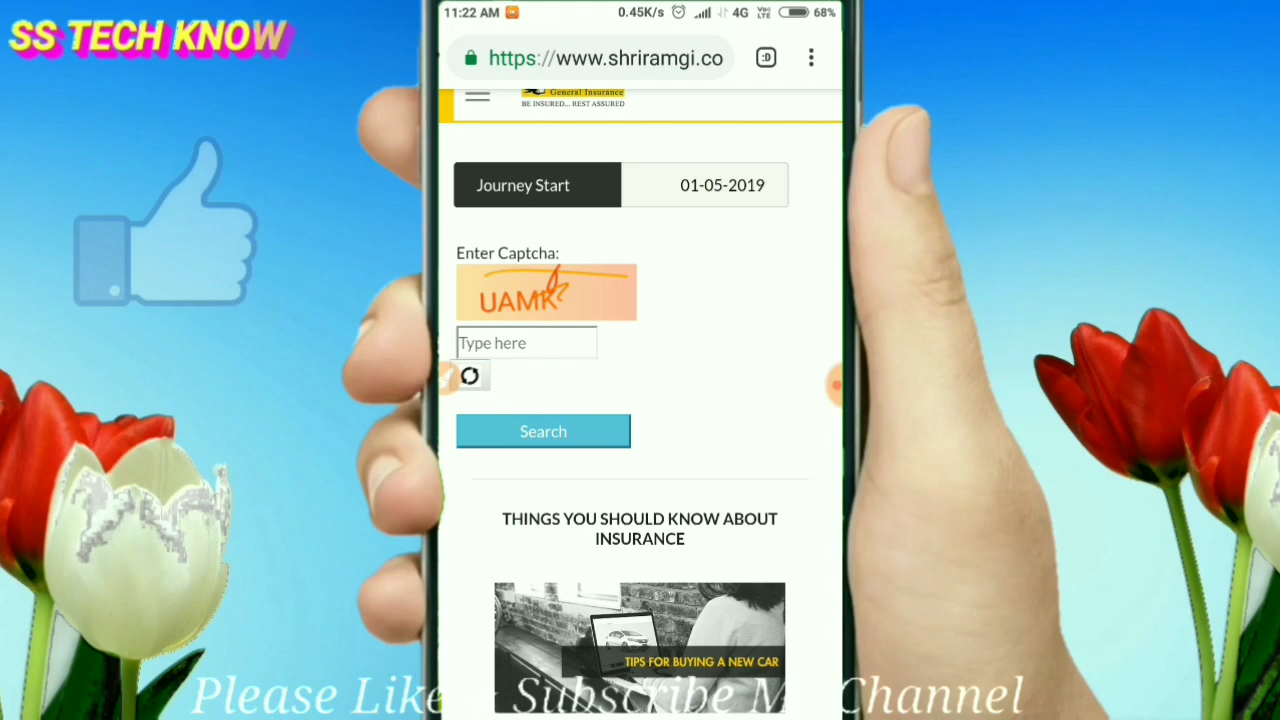 SS TECH KNOW
11:22 AM 0.45K/s 4G Vo) LTE 68%
https://www.shriramgi.co
:D
General Insurance
BE INSURED... REST ASSURED
Journey Start 01-05-2019
Enter Captcha:
UAMK
Type here
Search
THINGS YOU SHOULD KNOW ABOUT
INSURANCE
TIPS FOR BUYING A NEW CAR
Please Like Subscribe Channel